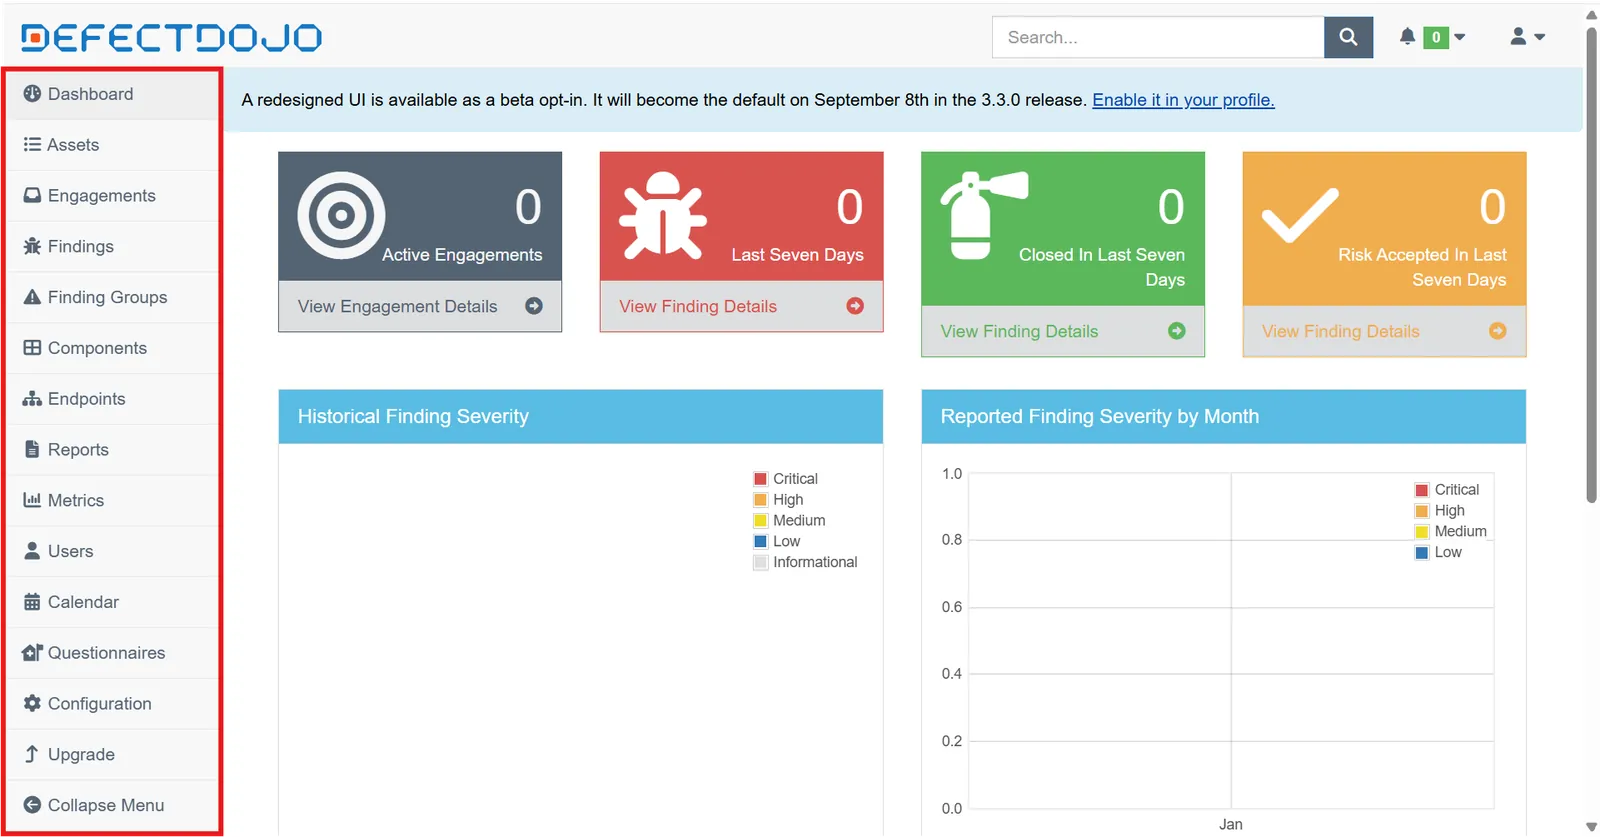 DEFECTDOJO
Search...
0
Dashboard
Assets
Engagements
Findings
Finding Groups
Components
Endpoints
Reports
Metrics
Users
Calendar
Questionnaires
Configuration
Upgrade
Collapse Menu
A redesigned UI is available as a beta opt-in. It will become the default on September 8th in the 3.3.0 release. Enable it in your profile.
0
Active Engagements
View Engagement Details
0
Last Seven Days
View Finding Details
0
Closed In Last Seven
Days
View Finding Details
0
Risk Accepted In Last
Seven Days
View Finding Details
Historical Finding Severity
Critical
High
Medium
Low
Informational
Reported Finding Severity by Month
1.0
0.8
0.6
0.4
0.2
0.0
Critical
High
Medium
Low
Jan